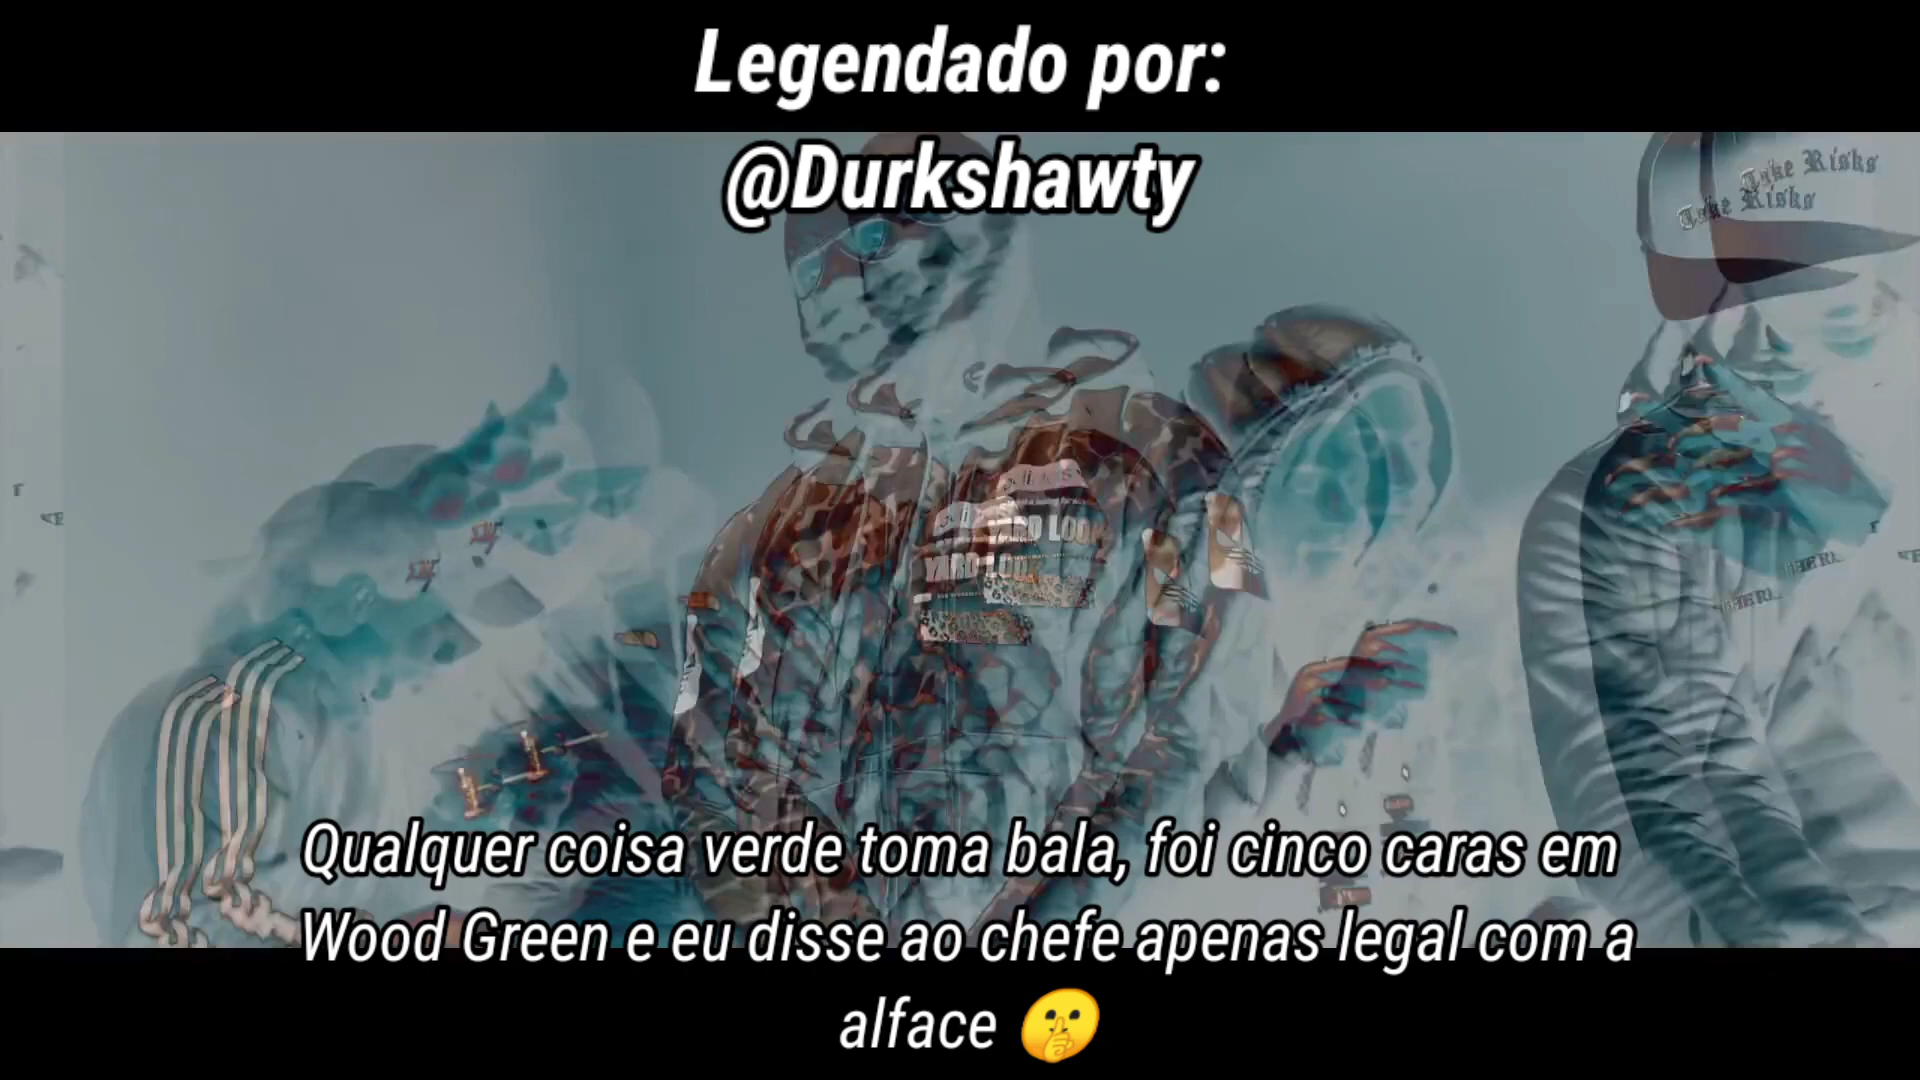 Legendado por:
@Durkshawty
Take Risks
Take Risks
YARD LOOK
YARD LOOK
Qualquer coisa verde toma bala, foi cinco caras em
Wood Green e eu disse ao chefe apenas legal com a
alface 🤫